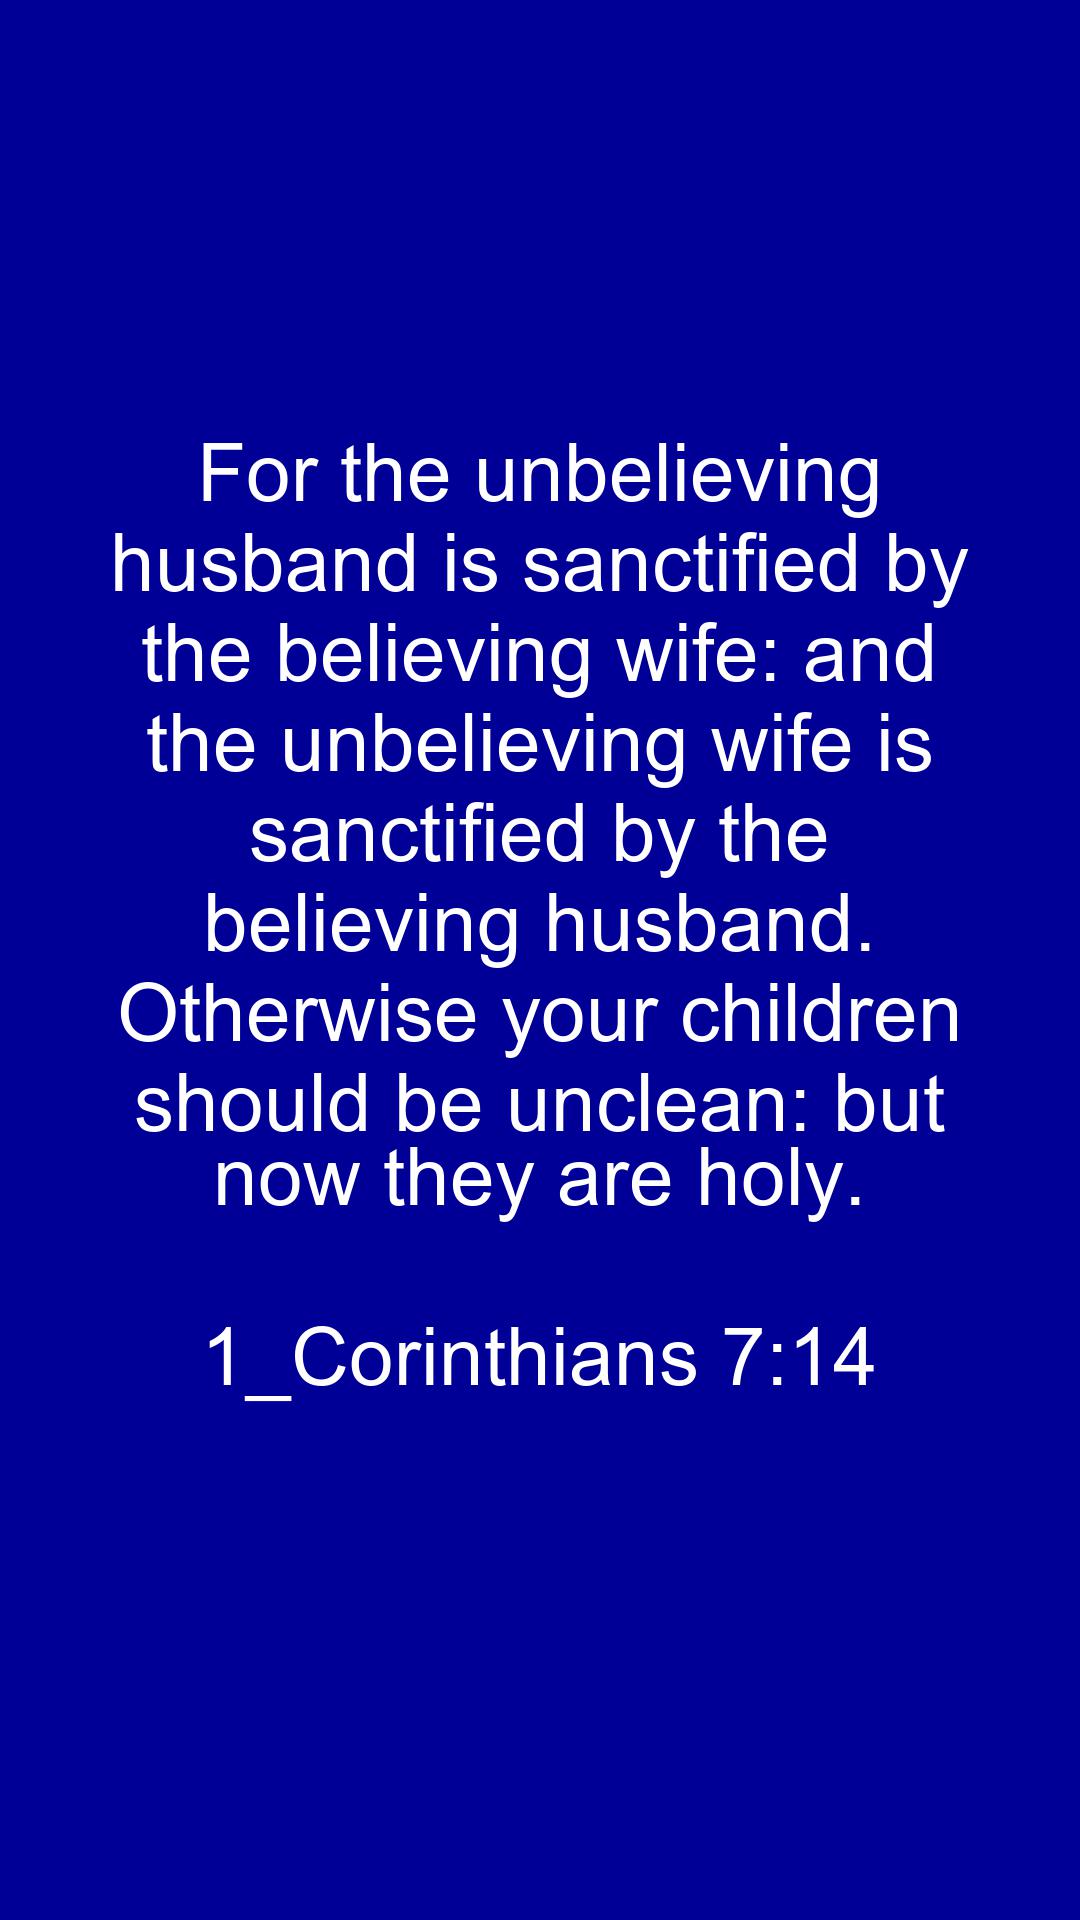 For the unbelieving
husband is sanctified by
the believing wife: and
the unbelieving wife is
sanctified by the
believing husband.
Otherwise your children
should be unclean: but
now they are holy.
1_Corinthians 7:14